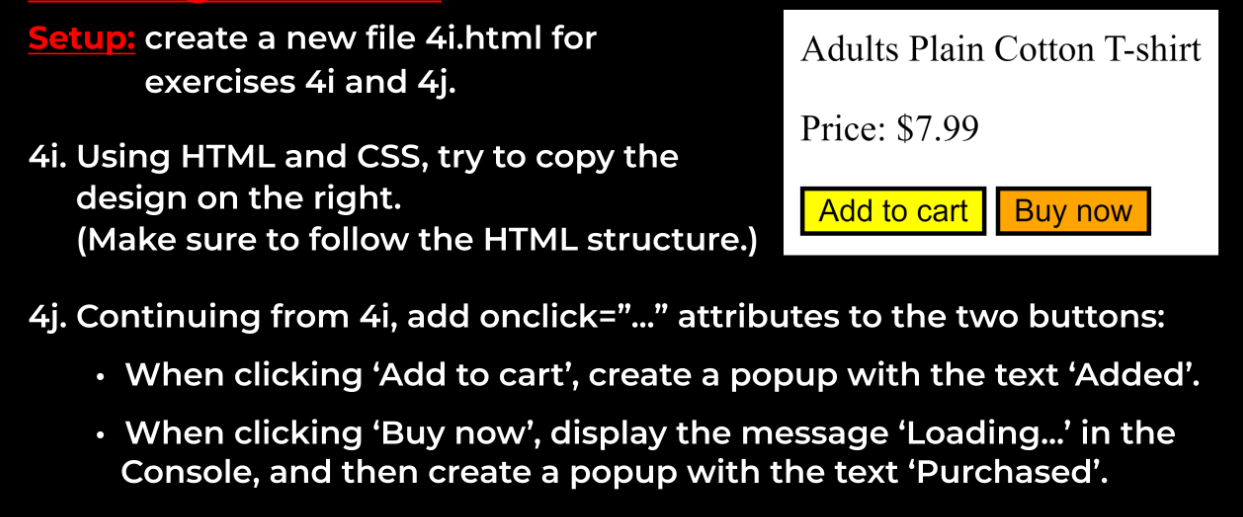 Setup: create a new file 4i.html for
exercises 4i and 4j.
4i. Using HTML and CSS, try to copy the
design on the right.
(Make sure to follow the HTML structure.)
Adults Plain Cotton T-shirt
Price: $7.99
Add to cart
Buy now
4j. Continuing from 4i, add onclick=”...” attributes to the two buttons:
• When clicking ‘Add to cart’, create a popup with the text ‘Added’.
• When clicking ‘Buy now’, display the message ‘Loading...’ in the
Console, and then create a popup with the text ‘Purchased’.